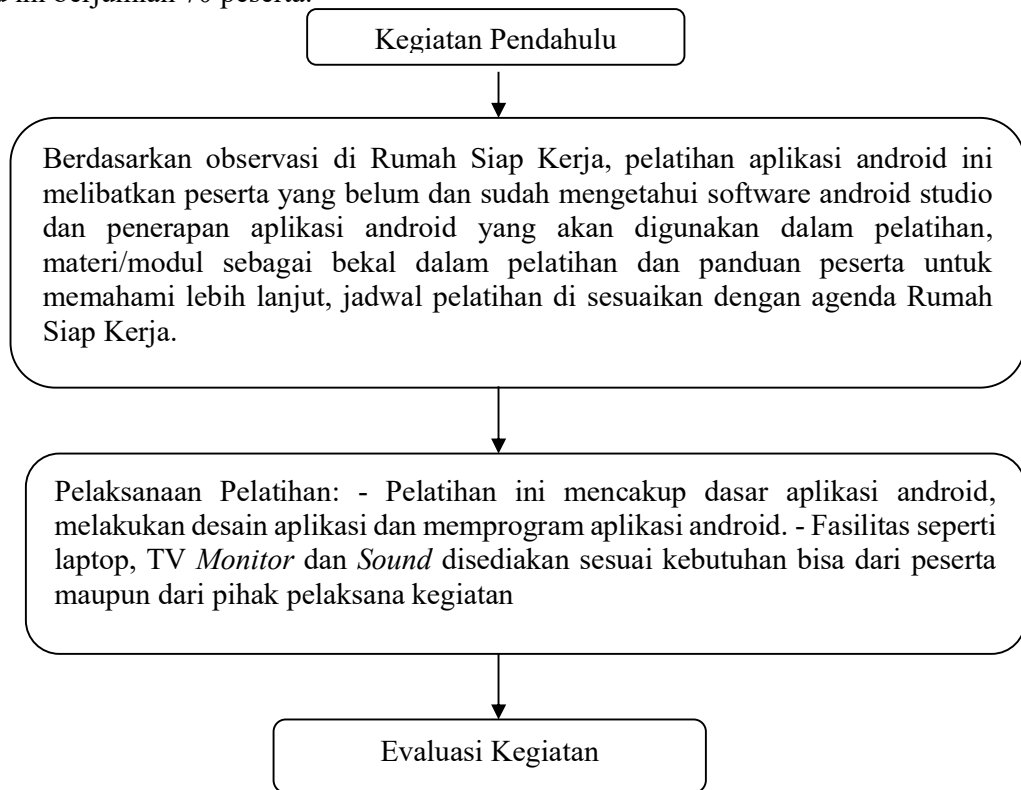 ini berjumlah 70 peserta.
Kegiatan Pendahulu
Berdasarkan observasi di Rumah Siap Kerja, pelatihan aplikasi android ini
melibatkan peserta yang belum dan sudah mengetahui software android studio
dan penerapan aplikasi android yang akan digunakan dalam pelatihan,
materi/modul sebagai bekal dalam pelatihan dan panduan peserta untuk
memahami lebih lanjut, jadwal pelatihan di sesuaikan dengan agenda Rumah
Siap Kerja.
Pelaksanaan Pelatihan: - Pelatihan ini mencakup dasar aplikasi android,
melakukan desain aplikasi dan memprogram aplikasi android. - Fasilitas seperti
laptop, TV Monitor dan Sound disediakan sesuai kebutuhan bisa dari peserta
maupun dari pihak pelaksana kegiatan
Evaluasi Kegiatan